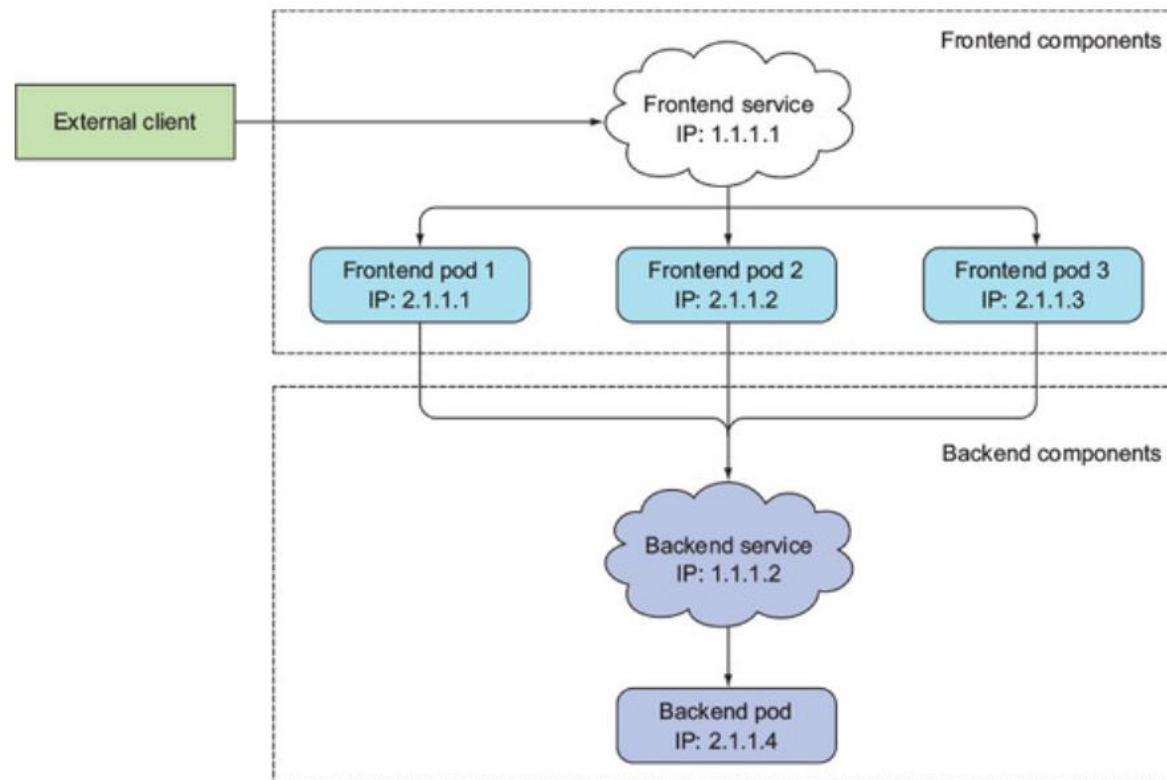 Frontend components
External client
Frontend service
IP: 1.1.1.1
Frontend pod 1
IP: 2.1.1.1
Frontend pod 2
IP: 2.1.1.2
Frontend pod 3
IP: 2.1.1.3
Backend components
Backend service
IP: 1.1.1.2
Backend pod
IP: 2.1.1.4